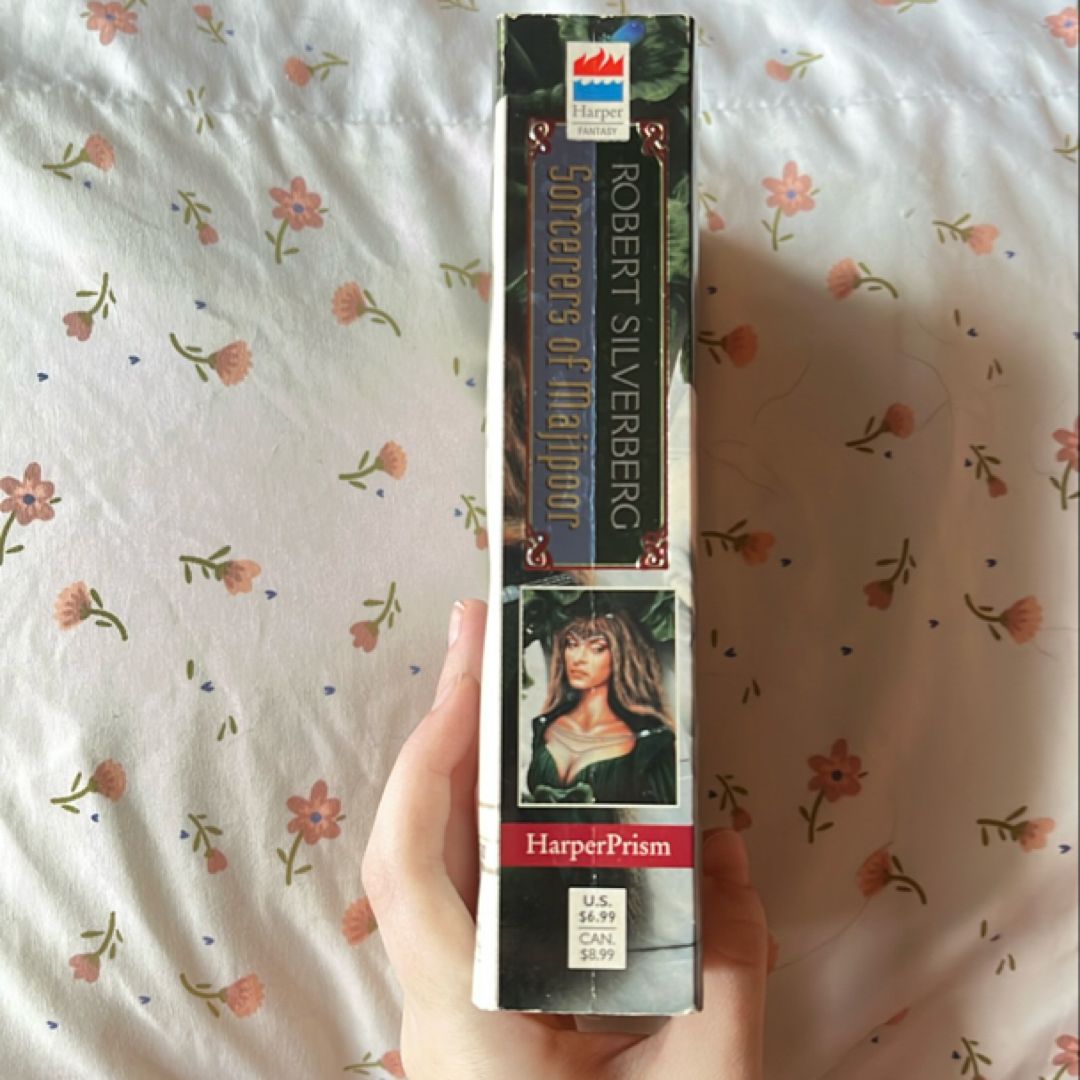 Harper
FANTASY
ROBERT SILVERBERG
Sorcerers of Majipoor
HarperPrism
U.S.
$6.99
CAN.
$8.99